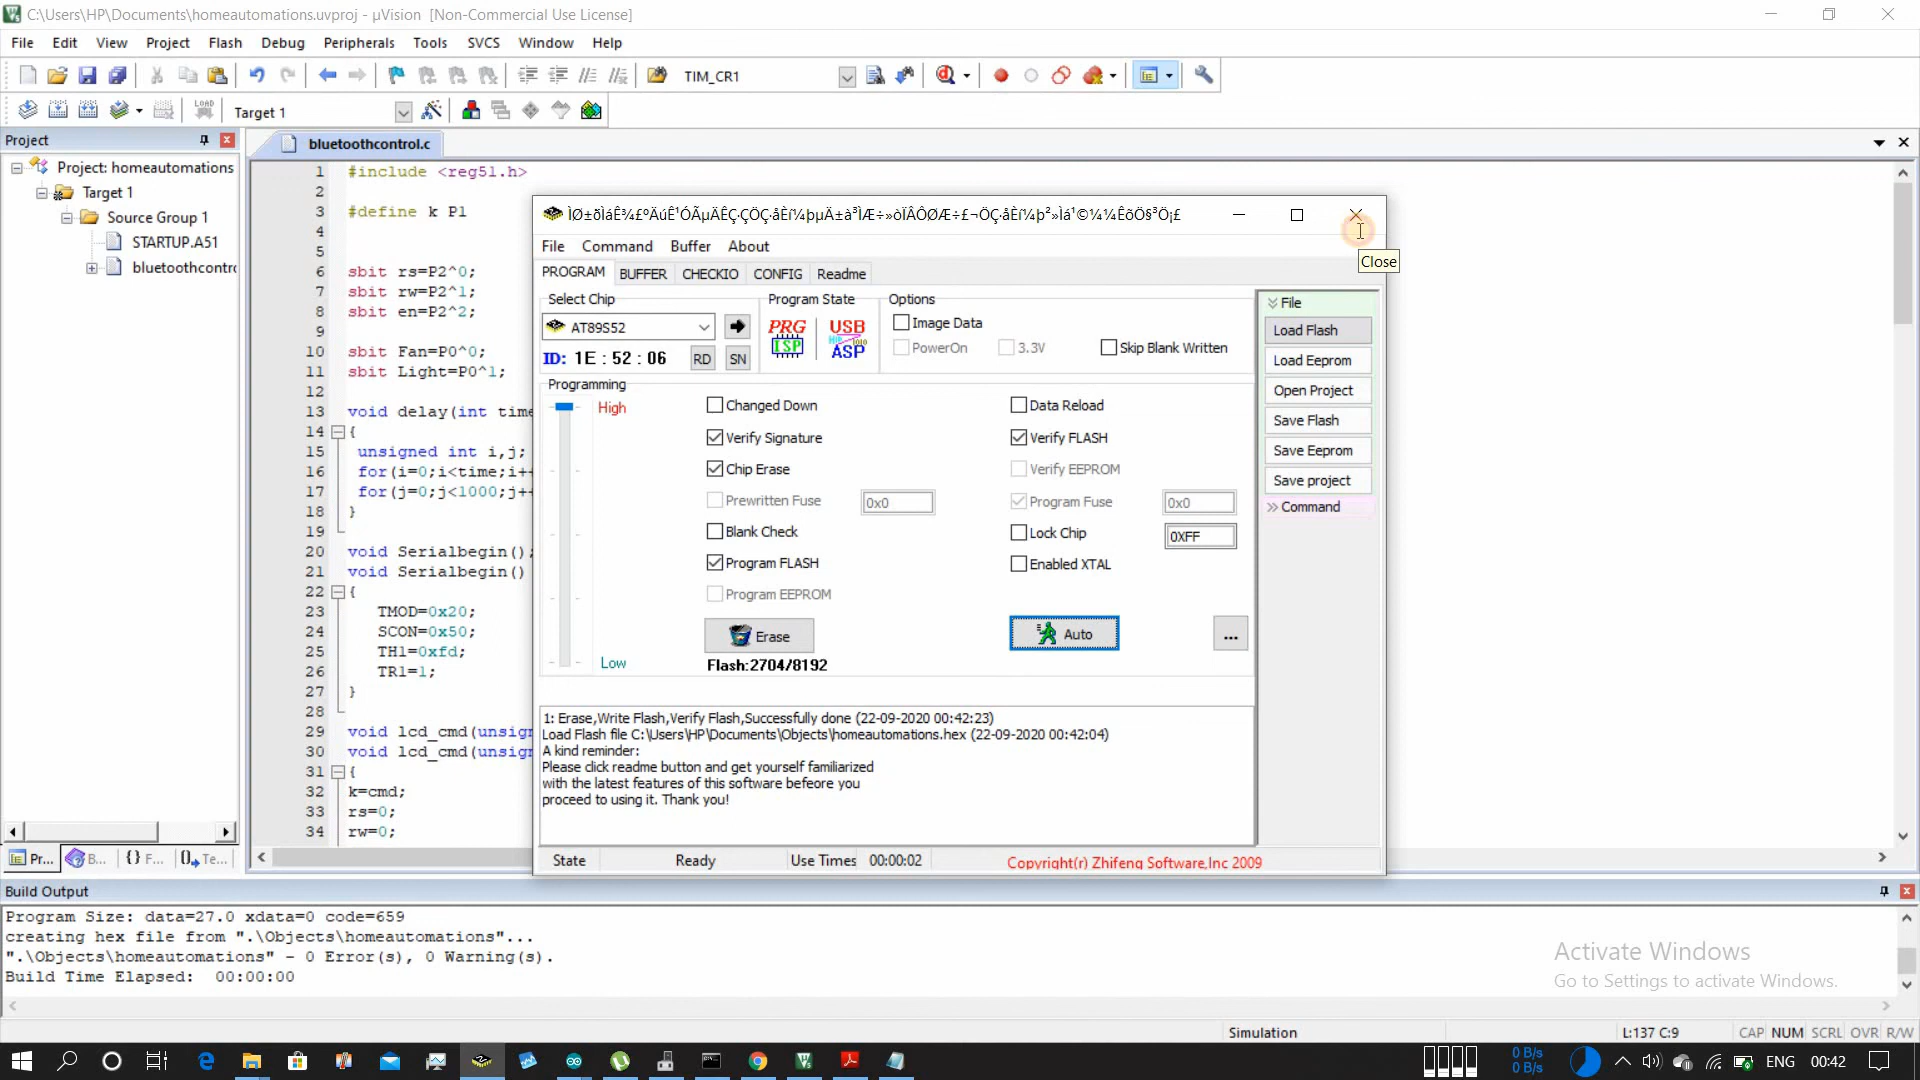 C:\Users\HP\Documents\homeautomations.uvproj - µVision [Non-Commercial Use License]
File Edit View Project Flash Debug Peripherals Tools SVCS Window Help
TIM_CR1
LOAD Target 1
Project
Project: homeautomations
Target 1
Source Group 1
STARTUP.A51
bluetoothcontro
Pr... B... {} F... Te...
bluetoothcontrol.c
1 #include <reg51.h>
2
3 #define k P1
4
5
6 sbit rs=P2^0;
7 sbit rw=P2^1;
8 sbit en=P2^2;
9
10 sbit Fan=P0^0;
11 sbit Light=P0^1;
12
13 void delay(int time
14 {
15 unsigned int i,j;
16 for(i=0;i<time;i++
17 for(j=0;j<1000;j++
18 }
19
20 void Serialbegin();
21 void Serialbegin()
22 {
23 TMOD=0x20;
24 SCON=0x50;
25 TH1=0xfd;
26 TR1=1;
27 }
28
29 void lcd_cmd(unsign
30 void lcd_cmd(unsign
31 {
32 k=cmd;
33 rs=0;
34 rw=0;
File Command Buffer About
Close
PROGRAM BUFFER CHECKIO CONFIG Readme
Select Chip Program State Options
AT89S52
PRG ISP USB ASP
Image Data
PowerOn 3.3V Skip Blank Written
ID: 1E : 52 : 06 RD SN
Programming
High
Low
Changed Down Data Reload
Verify Signature Verify FLASH
Chip Erase Verify EEPROM
Prewritten Fuse 0x0 Program Fuse 0x0
Blank Check Lock Chip 0XFF
Program FLASH Enabled XTAL
Program EEPROM
Erase Auto ...
Flash:2704/8192
File
Load Flash
Load Eeprom
Open Project
Save Flash
Save Eeprom
Save project
Command
1: Erase,Write Flash,Verify Flash,Successfully done (22-09-2020 00:42:23)
Load Flash file C:\Users\HP\Documents\Objects\homeautomations.hex (22-09-2020 00:42:04)
A kind reminder:
Please click readme button and get yourself familiarized
with the latest features of this software befeore you
proceed to using it. Thank you!
State Ready Use Times 00:00:02 Copyright(r) Zhifeng Software,Inc 2009
Build Output
Program Size: data=27.0 xdata=0 code=659
creating hex file from ".\Objects\homeautomations"...
".\Objects\homeautomations" - 0 Error(s), 0 Warning(s).
Build Time Elapsed: 00:00:00
Activate Windows
Go to Settings to activate Windows.
Simulation L:137 C:9 CAP NUM SCRL OVR R/W
0 B/s
0 B/s
ENG 00:42